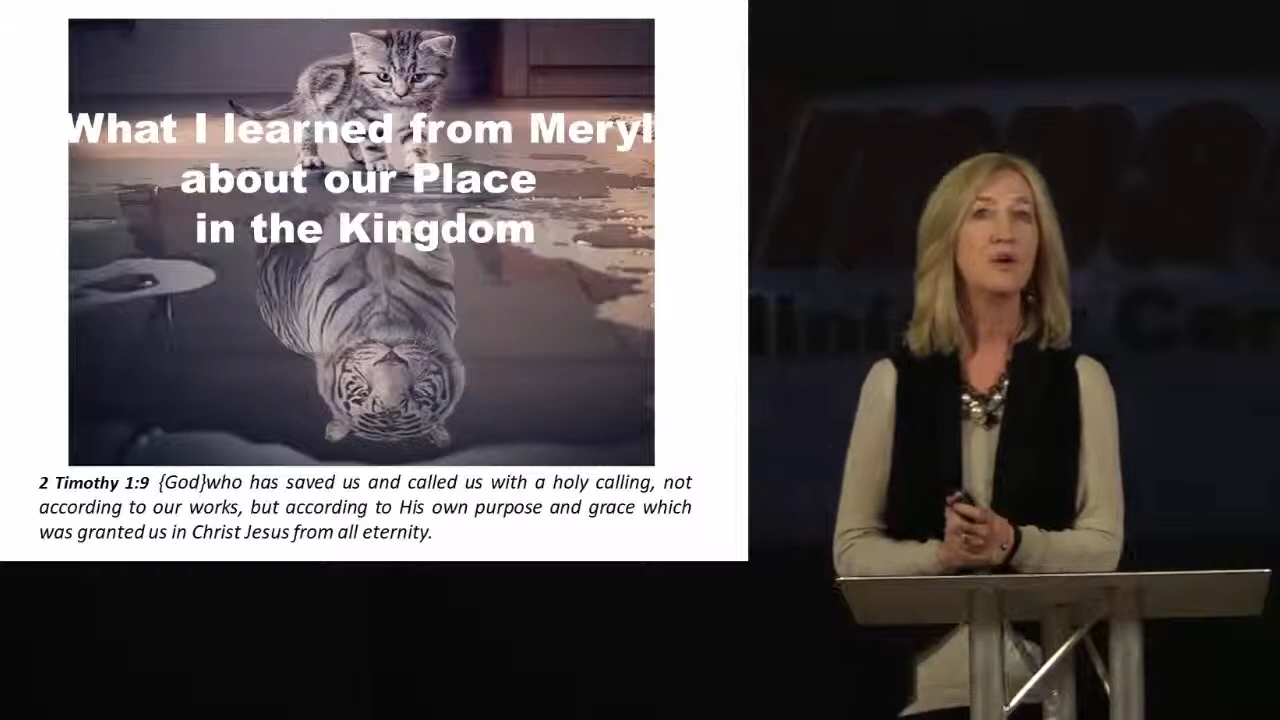 What I learned from Meryl
about our Place
in the Kingdom
2 Timothy 1:9 {God}who has saved us and called us with a holy calling, not
according to our works, but according to His own purpose and grace which
was granted us in Christ Jesus from all eternity.